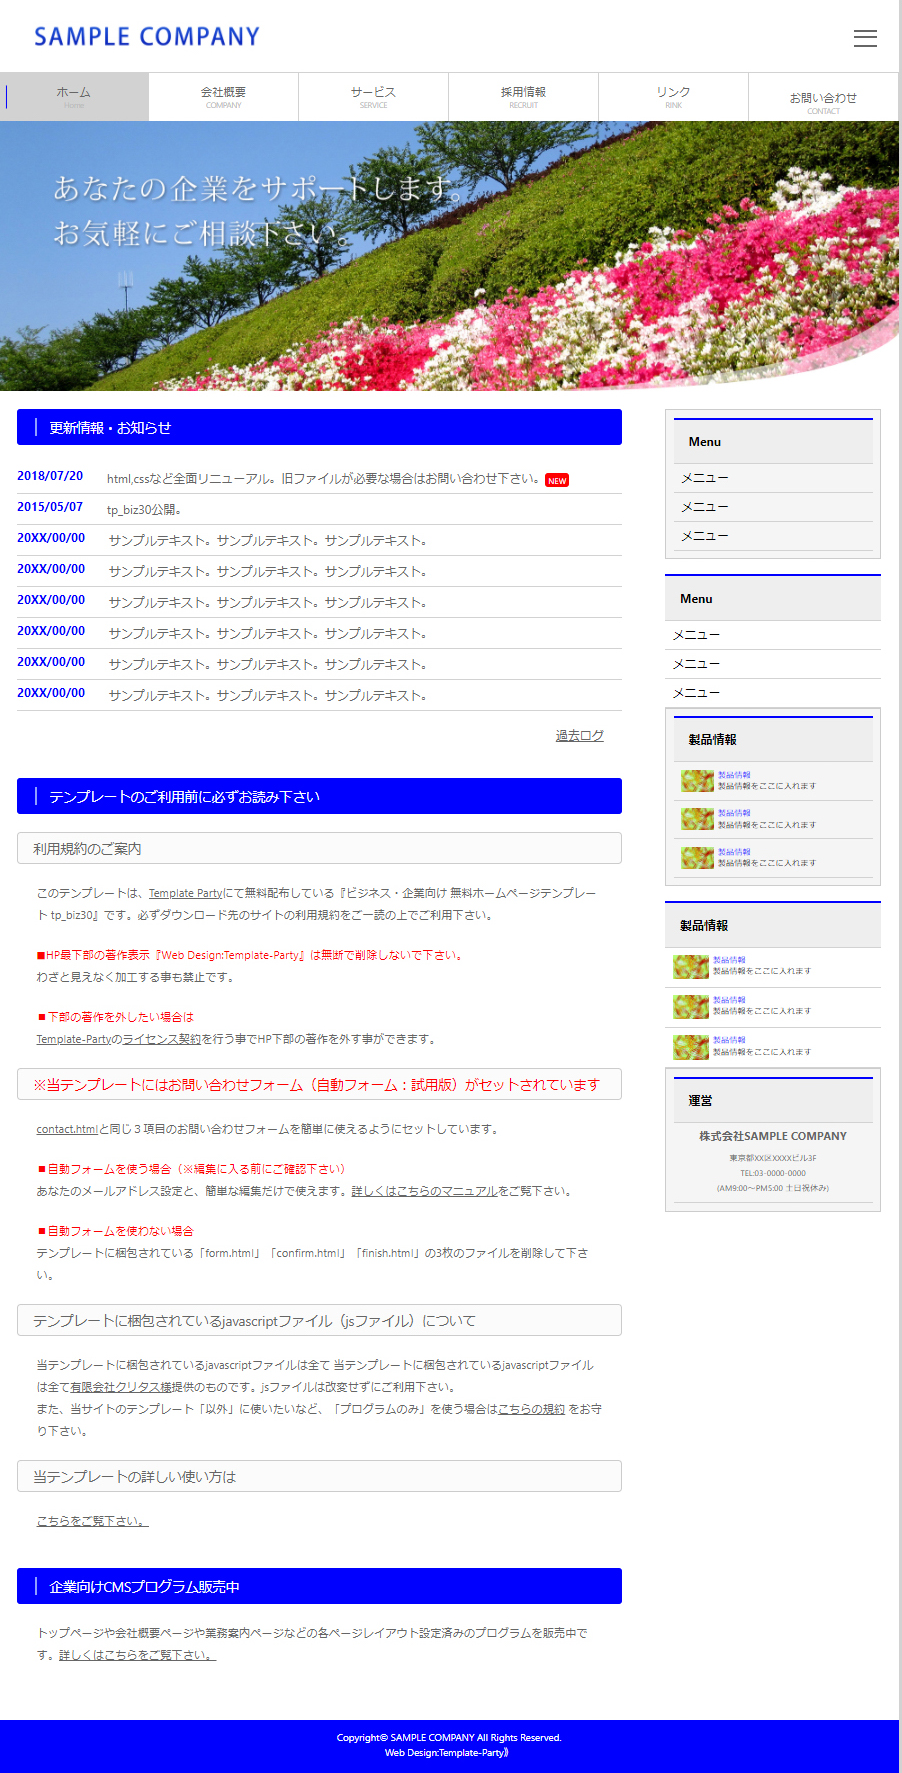 SAMPLE COMPANY
ホーム
Home
会社概要
COMPANY
サービス
SERVICE
採用情報
RECRUIT
リンク
RINK
お問い合わせ
CONTACT
あなたの企業をサポートします。
お気軽にご相談下さい。
更新情報・お知らせ
2018/07/20 html,cssなど全面リニューアル。旧ファイルが必要な場合はお問い合わせ下さい。 NEW
2015/05/07 tp_biz30公開。
20XX/00/00 サンプルテキスト。サンプルテキスト。サンプルテキスト。
20XX/00/00 サンプルテキスト。サンプルテキスト。サンプルテキスト。
20XX/00/00 サンプルテキスト。サンプルテキスト。サンプルテキスト。
20XX/00/00 サンプルテキスト。サンプルテキスト。サンプルテキスト。
20XX/00/00 サンプルテキスト。サンプルテキスト。サンプルテキスト。
20XX/00/00 サンプルテキスト。サンプルテキスト。サンプルテキスト。
過去ログ
テンプレートのご利用前に必ずお読み下さい
利用規約のご案内
このテンプレートは、Template Partyにて無料配布している『ビジネス・企業向け 無料ホームページテンプレー
ト tp_biz30』です。必ずダウンロード先のサイトの利用規約をご一読の上でご利用下さい。
■HP最下部の著作表示『Web Design:Template-Party』は無断で削除しないで下さい。
わざと見えなく加工する事も禁止です。
■下部の著作を外したい場合は
Template-Partyのライセンス契約を行う事でHP下部の著作を外す事ができます。
※当テンプレートにはお問い合わせフォーム（自動フォーム：試用版）がセットされています
contact.htmlと同じ３項目のお問い合わせフォームを簡単に使えるようにセットしています。
■自動フォームを使う場合（※編集に入る前にご確認下さい）
あなたのメールアドレス設定と、簡単な編集だけで使えます。詳しくはこちらのマニュアルをご覧下さい。
■自動フォームを使わない場合
テンプレートに梱包されている「form.html」「confirm.html」「finish.html」の3枚のファイルを削除して下さ
い。
テンプレートに梱包されているjavascriptファイル（jsファイル）について
当テンプレートに梱包されているjavascriptファイルは全て 当テンプレートに梱包されているjavascriptファイル
は全て有限会社クリタス様提供のものです。jsファイルは改変せずにご利用下さい。
また、当サイトのテンプレート「以外」に使いたいなど、「プログラムのみ」を使う場合はこちらの規約 をお守
り下さい。
当テンプレートの詳しい使い方は
こちらをご覧下さい。
企業向けCMSプログラム販売中
トップページや会社概要ページや業務案内ページなどの各ページレイアウト設定済みのプログラムを販売中で
す。詳しくはこちらをご覧下さい。
Menu
メニュー
メニュー
メニュー
Menu
メニュー
メニュー
メニュー
製品情報
製品情報
製品情報をここに入れます
製品情報
製品情報をここに入れます
製品情報
製品情報をここに入れます
製品情報
製品情報
製品情報をここに入れます
製品情報
製品情報をここに入れます
製品情報
製品情報をここに入れます
運営
株式会社SAMPLE COMPANY
東京都XX区XXXXビル3F
TEL:03-0000-0000
(AM9:00～PM5:00 土日祝休み)
Copyright© SAMPLE COMPANY All Rights Reserved.
Web Design:Template-Party》